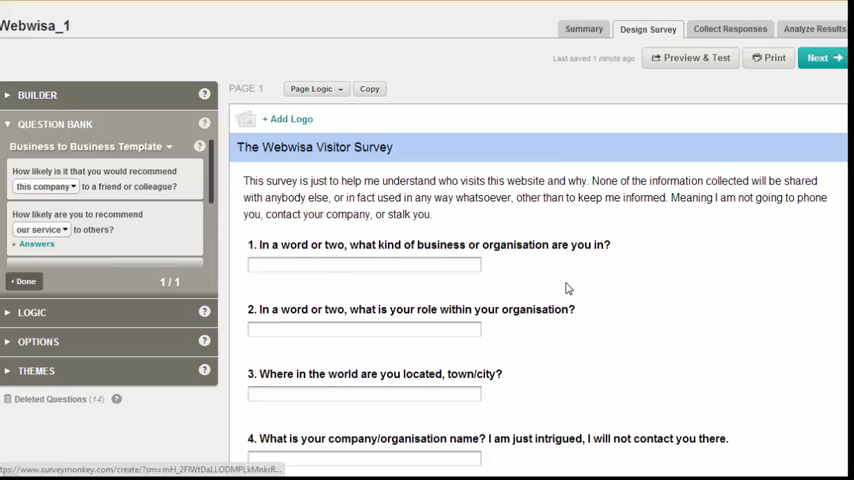 Webwisa_1
Summary
Design Survey
Collect Responses
Analyze Results
Last saved 1 minute ago
Preview & Test
Print
Next
BUILDER
?
PAGE 1
Page Logic
Copy
QUESTION BANK
?
+ Add Logo
Business to Business Template
?
The Webwisa Visitor Survey
How likely is it that you would recommend
this company
to a friend or colleague?
How likely are you to recommend
our service
to others?
Answers
‹ Done
1 / 1
This survey is just to help me understand who visits this website and why. None of the information collected will be shared
with anybody else, or in fact used in any way whatsoever, other than to keep me informed. Meaning I am not going to phone
you, contact your company, or stalk you.
1. In a word or two, what kind of business or organisation are you in?
2. In a word or two, what is your role within your organisation?
3. Where in the world are you located, town/city?
4. What is your company/organisation name? I am just intrigued, I will not contact you there.
LOGIC
?
OPTIONS
?
THEMES
?
Deleted Questions (14)
?